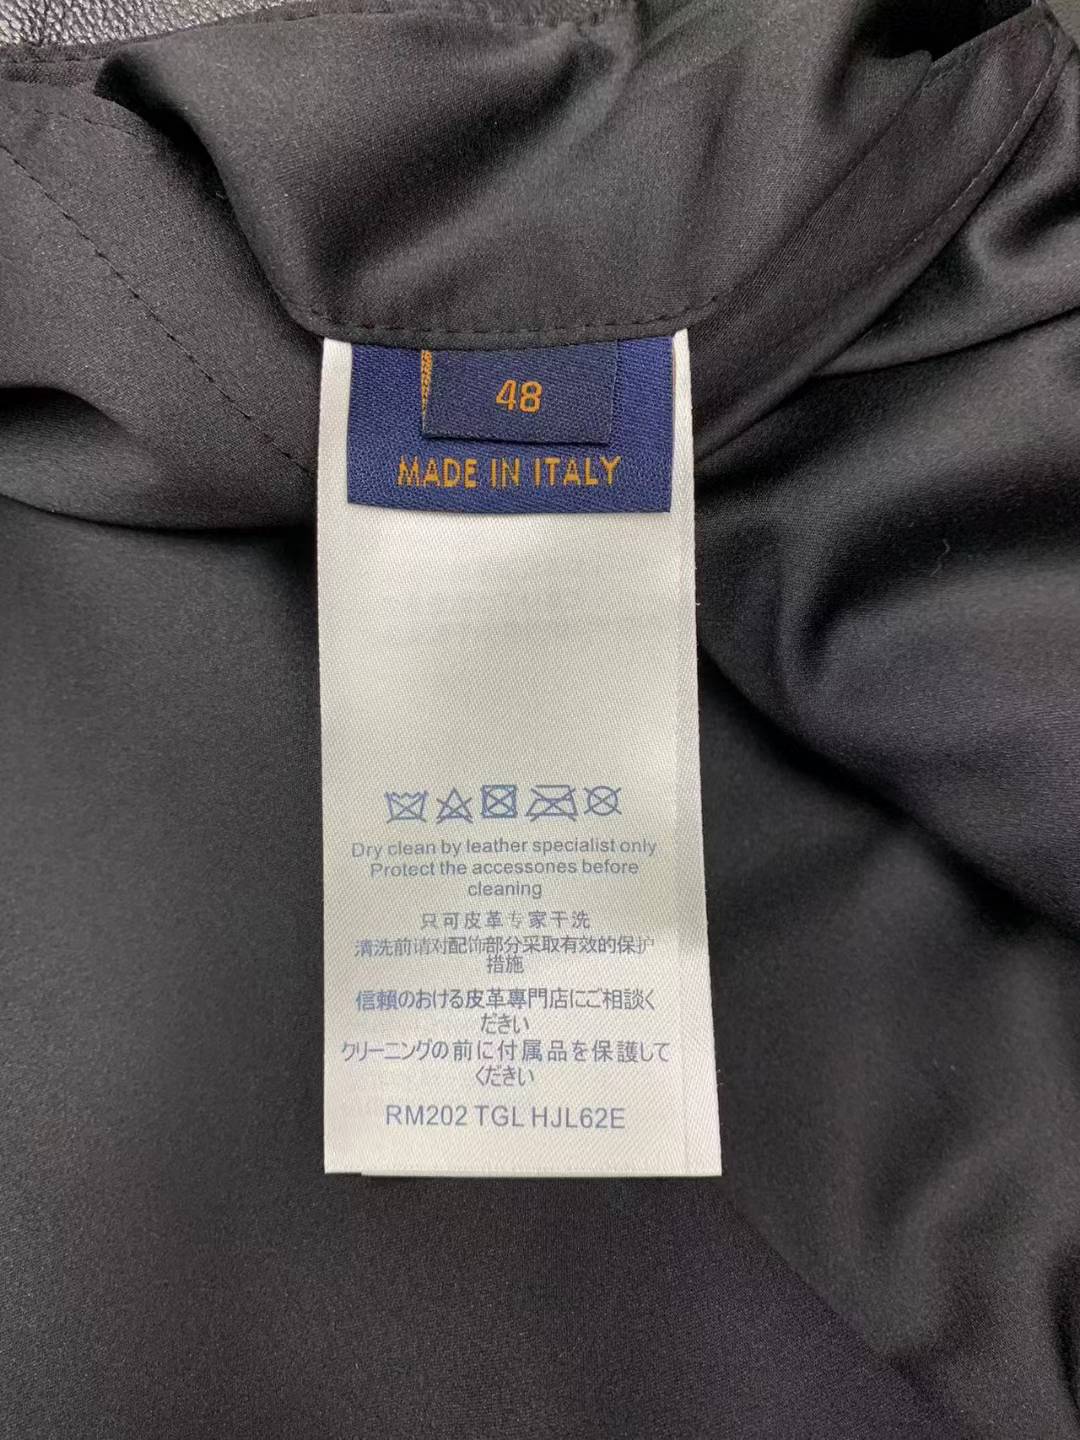 48
MADE IN ITALY
Dry clean by leather specialist only
Protect the accessones before
cleaning
只可皮革专家干洗
清洗前请对配饰部分采取有效的保护
措施
信頼のおける皮革専門店にご相談く
ださい
クリーニングの前に付属品を保護して
ください
RM202 TGL HJL62E